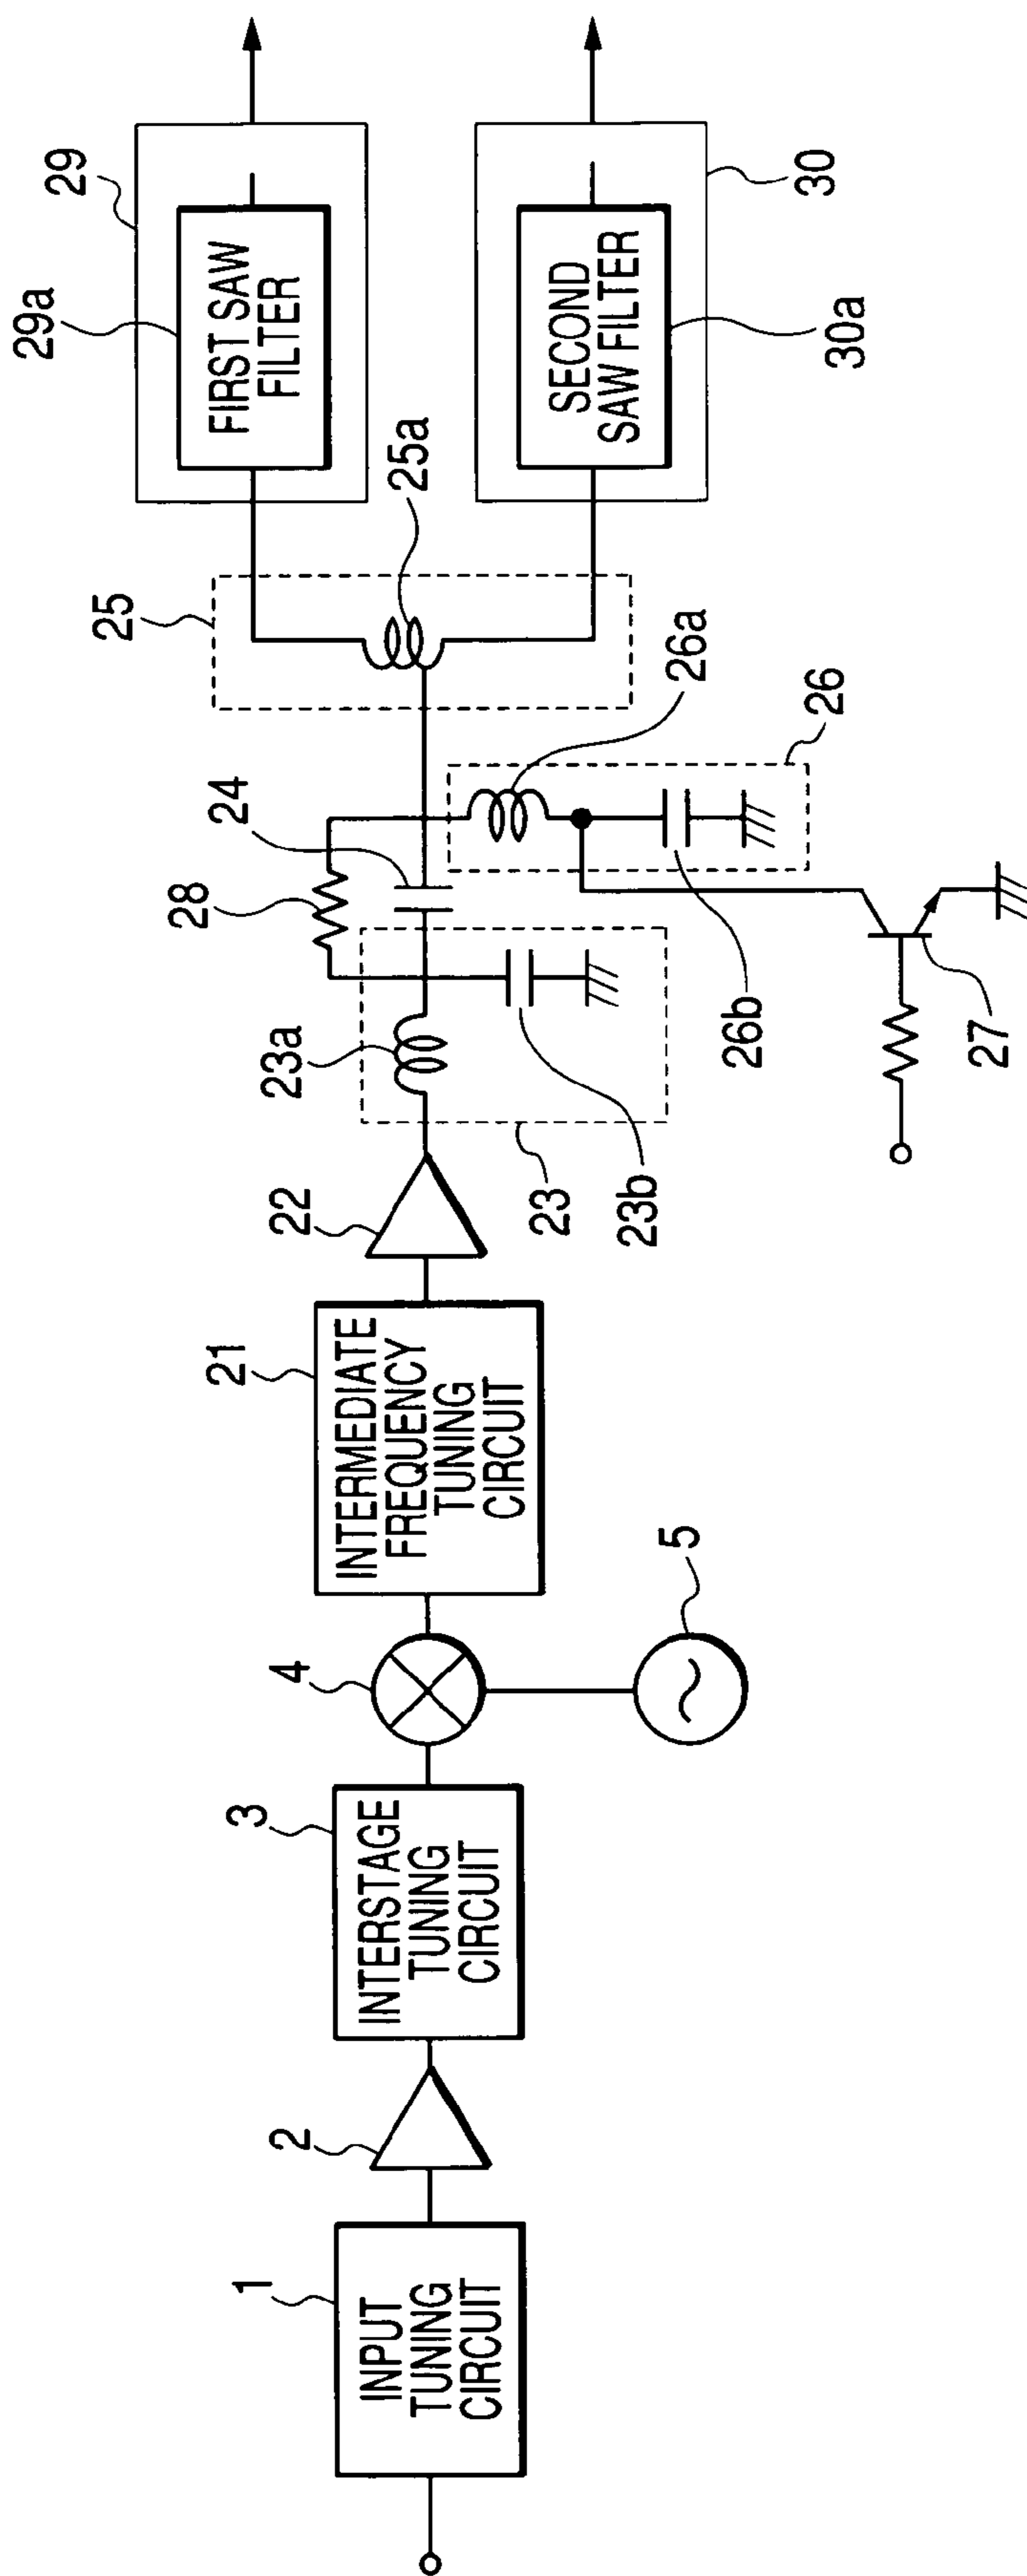 1
INPUT
TUNING
CIRCUIT
2
3
INTERSTAGE
TUNING
CIRCUIT
4
5
21
INTERMEDIATE
FREQUENCY
TUNING
CIRCUIT
22
23
23a
23b
24
28
25
25a
26
26a
26b
27
29
29a
FIRST SAW
FILTER
30
30a
SECOND
SAW FILTER